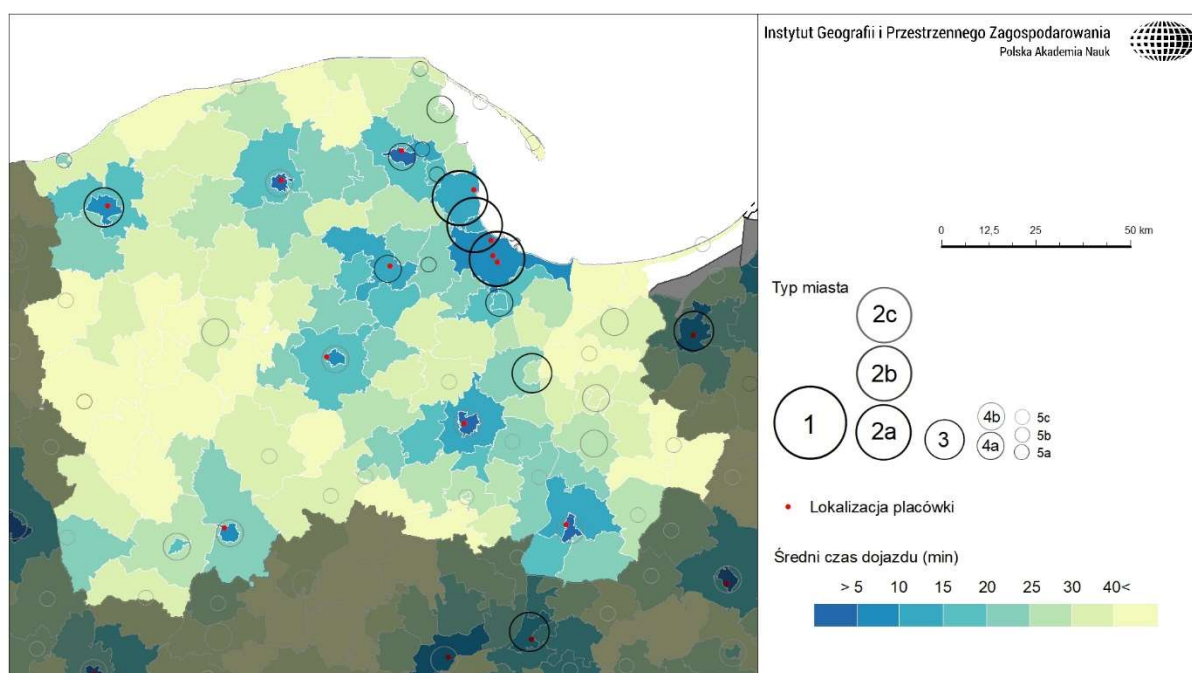 Instytut Geografii i Przestrzennego Zagospodarowania
Polska Akademia Nauk
0 12,5 25 50 km
Typ miasta
2c
2b
1 2a 3 4b 4a 5c 5b 5a
Lokalizacja placówki
Średni czas dojazdu (min)
> 5 10 15 20 25 30 40<